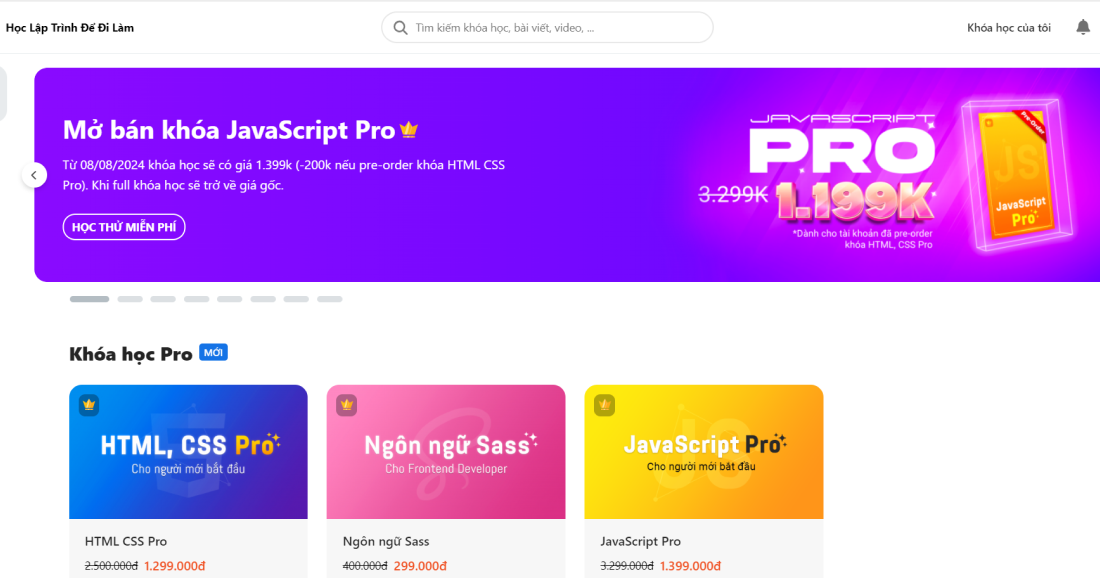 Học Lập Trình Để Đi Làm
Tìm kiếm khóa học, bài viết, video, ...
Khóa học của tôi
Mở bán khóa JavaScript Pro
Từ 08/08/2024 khóa học sẽ có giá 1.399k (-200k nếu pre-order khóa HTML CSS
Pro). Khi full khóa học sẽ trở về giá gốc.
HỌC THỬ MIỄN PHÍ
JAVASCRIPT
PRO
3.299K 1.199K
*Dành cho tài khoản đã pre-order
khóa HTML, CSS Pro
Pre-Order
JS
JavaScript
Pro
Khóa học Pro MỚI
HTML, CSS Pro
Cho người mới bắt đầu
HTML CSS Pro
2.500.000đ 1.299.000đ
Ngôn ngữ Sass
Cho Frontend Developer
Ngôn ngữ Sass
400.000đ 299.000đ
JS
JavaScript Pro
Cho người mới bắt đầu
JavaScript Pro
3.299.000đ 1.399.000đ